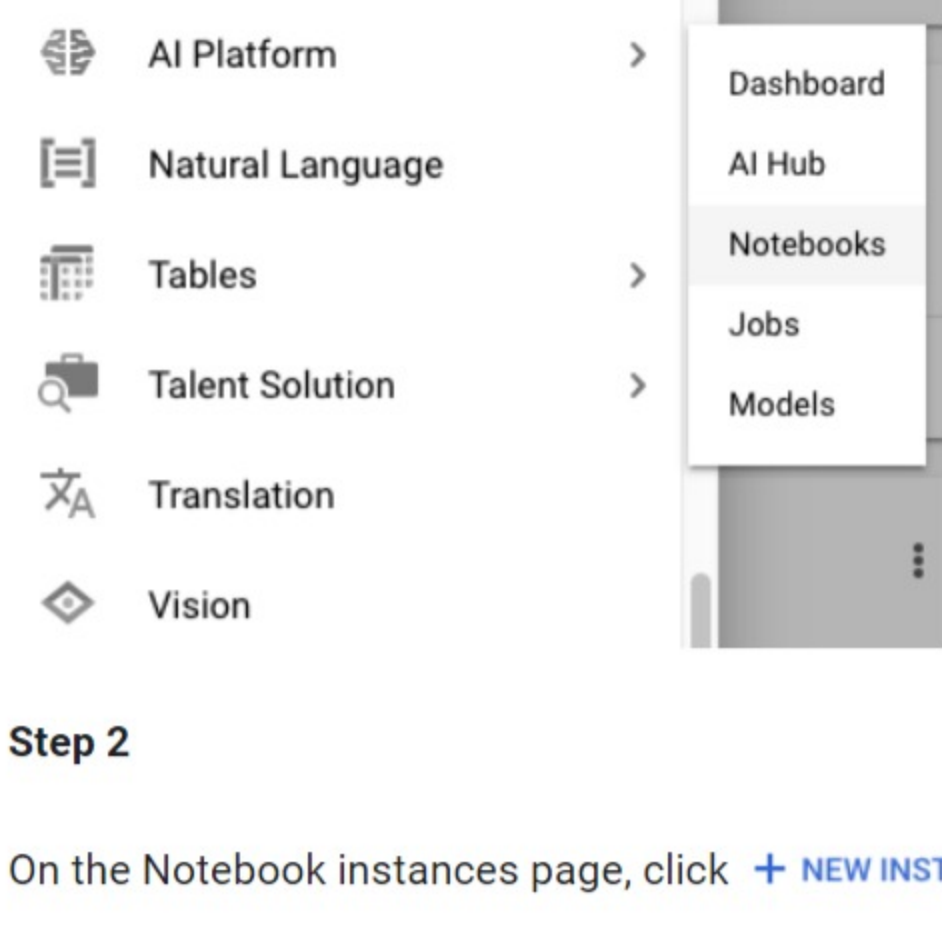 AI Platform
Natural Language
Tables
Talent Solution
Translation
Vision
Dashboard
AI Hub
Notebooks
Jobs
Models
Step 2
On the Notebook instances page, click + NEW INST